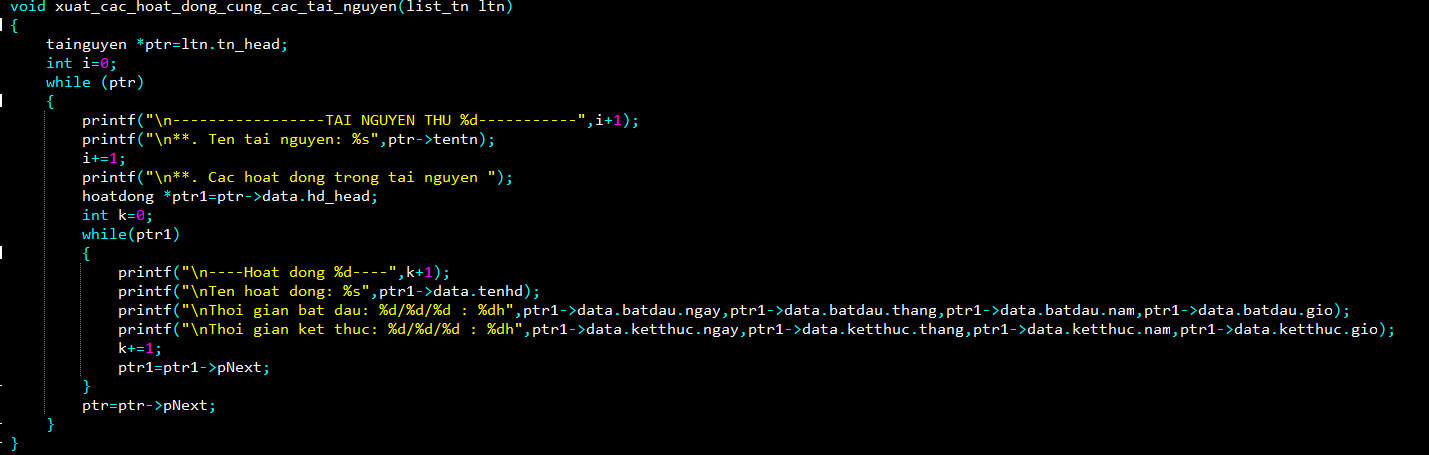 void xuat_cac_hoat_dong_cung_cac_tai_nguyen(list_tn ltn)
{
    tainguyen *ptr=ltn.tn_head;
    int i=0;
    while (ptr)
    {
        printf("\n-----------------TAI NGUYEN THU %d-----------",i+1);
        printf("\n**. Ten tai nguyen: %s",ptr->tentn);
        i+=1;
        printf("\n**. Cac hoat dong trong tai nguyen ");
        hoatdong *ptr1=ptr->data.hd_head;
        int k=0;
        while(ptr1)
        {
            printf("\n----Hoat dong %d----",k+1);
            printf("\nTen hoat dong: %s",ptr1->data.tenhd);
            printf("\nThoi gian bat dau: %d/%d/%d : %dh",ptr1->data.batdau.ngay,ptr1->data.batdau.thang,ptr1->data.batdau.nam,ptr1->data.batdau.gio);
            printf("\nThoi gian ket thuc: %d/%d/%d : %dh",ptr1->data.ketthuc.ngay,ptr1->data.ketthuc.thang,ptr1->data.ketthuc.nam,ptr1->data.ketthuc.gio);
            k+=1;
            ptr1=ptr1->pNext;
        }
        ptr=ptr->pNext;
    }
}